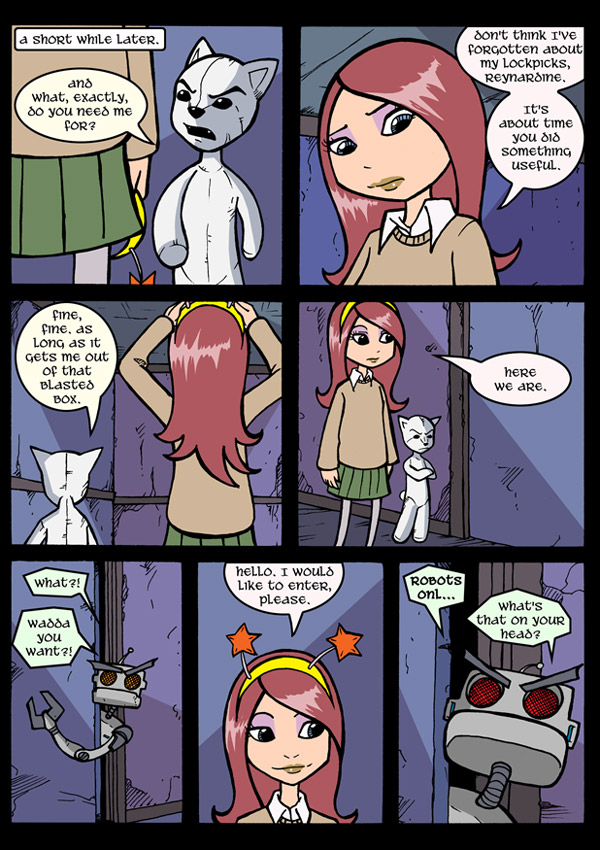 A short while later.
and
what, exactly,
do you need me
for?
Don't think I've
forgotten about
my lockpicks,
Reynardine.
It's
about time
you did
something
useful.
fine,
fine. as
long as it
gets me out
of that
blasted
box.
here
we are.
what?!
wadda
you
want?!
hello. I would
like to enter,
please.
Robots
onl...
what's
that on your
head?